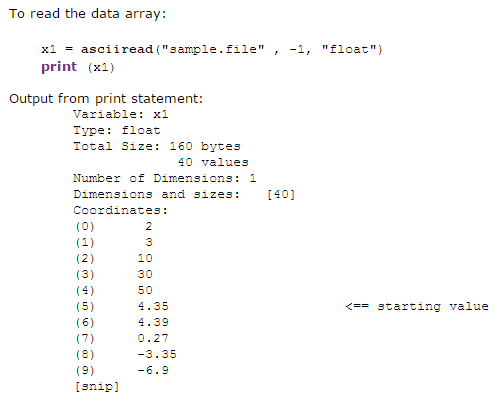 To read the data array:
x1 = asciiread("sample.file" , -1, "float")
print (x1)
Output from print statement:
Variable: x1
Type: float
Total Size: 160 bytes
40 values
Number of Dimensions: 1
Dimensions and sizes: [40]
Coordinates:
(0) 2
(1) 3
(2) 10
(3) 30
(4) 50
(5) 4.35 <== starting value
(6) 4.39
(7) 0.27
(8) -3.35
(9) -6.9
[snip]